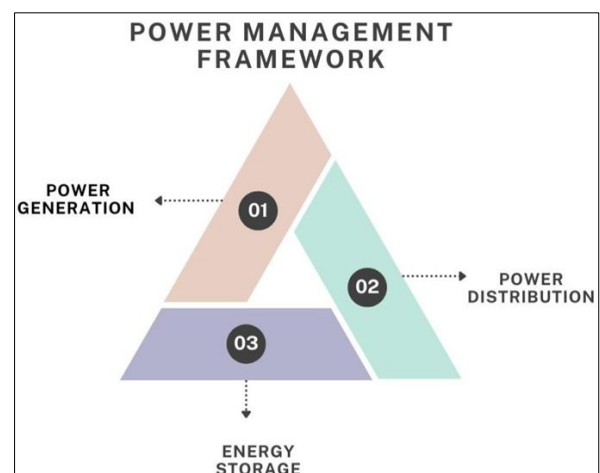 POWER MANAGEMENT
FRAMEWORK
01
POWER
GENERATION
02
POWER
DISTRIBUTION
03
ENERGY
STORAGE